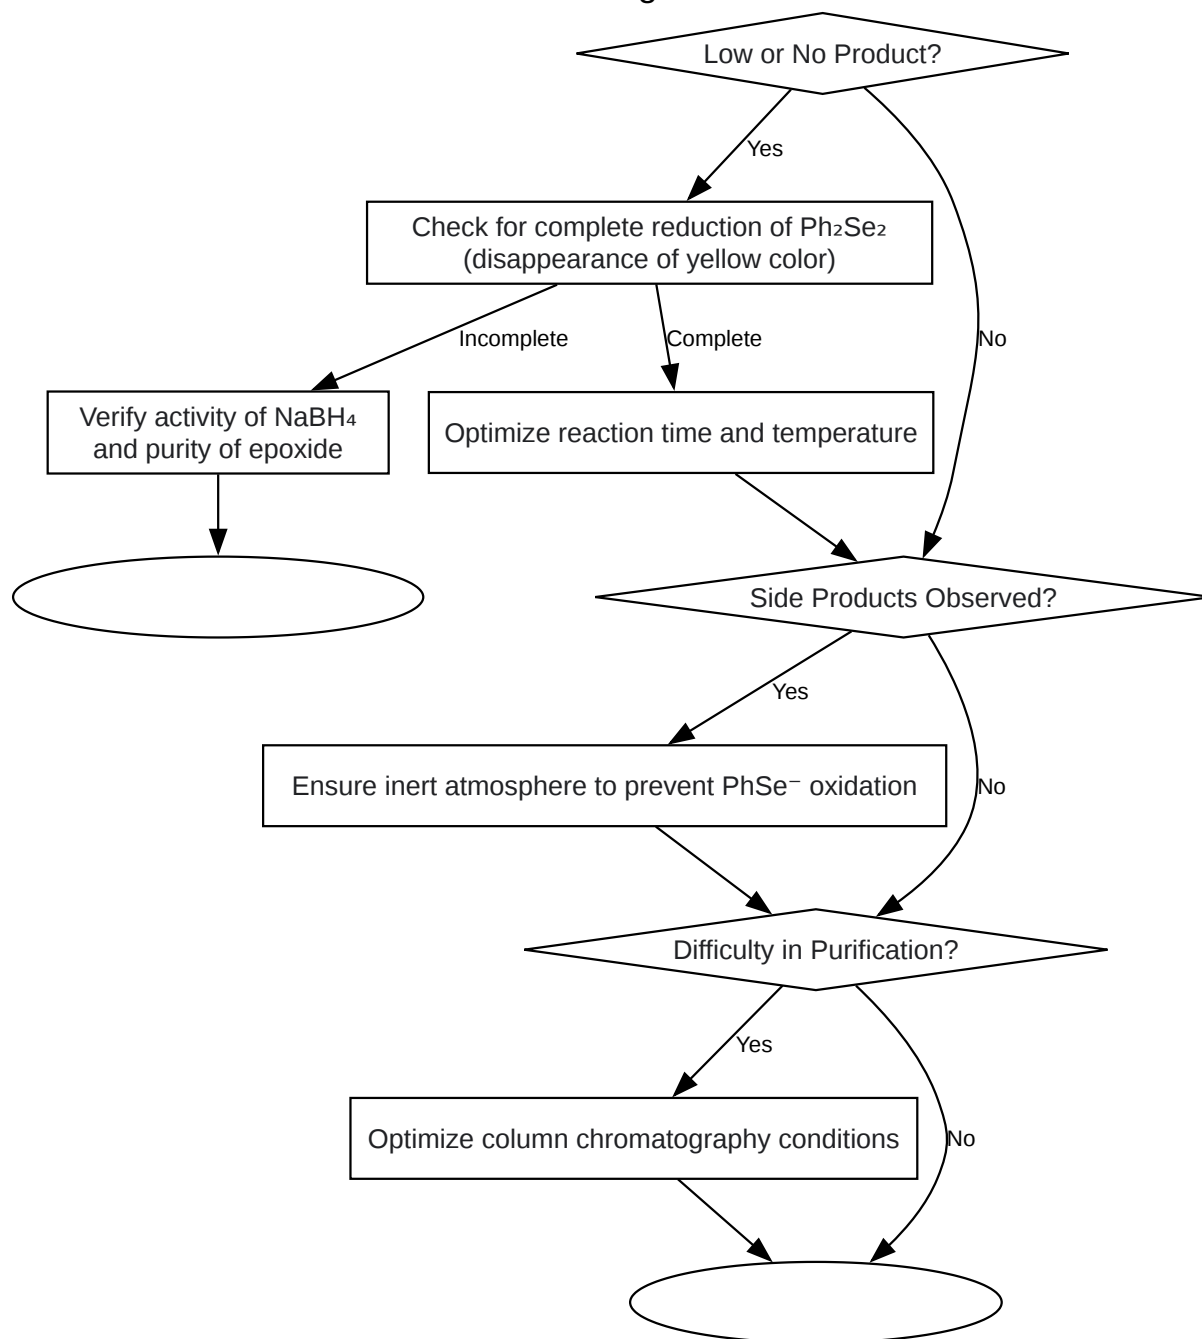 Low or No Product?
Yes
Check for complete reduction of Ph₂Se₂
(disappearance of yellow color)
Incomplete
Complete
No
Verify activity of NaBH₄
and purity of epoxide
Optimize reaction time and temperature
Side Products Observed?
Yes
Ensure inert atmosphere to prevent PhSe⁻ oxidation
No
Difficulty in Purification?
Yes
Optimize column chromatography conditions
No